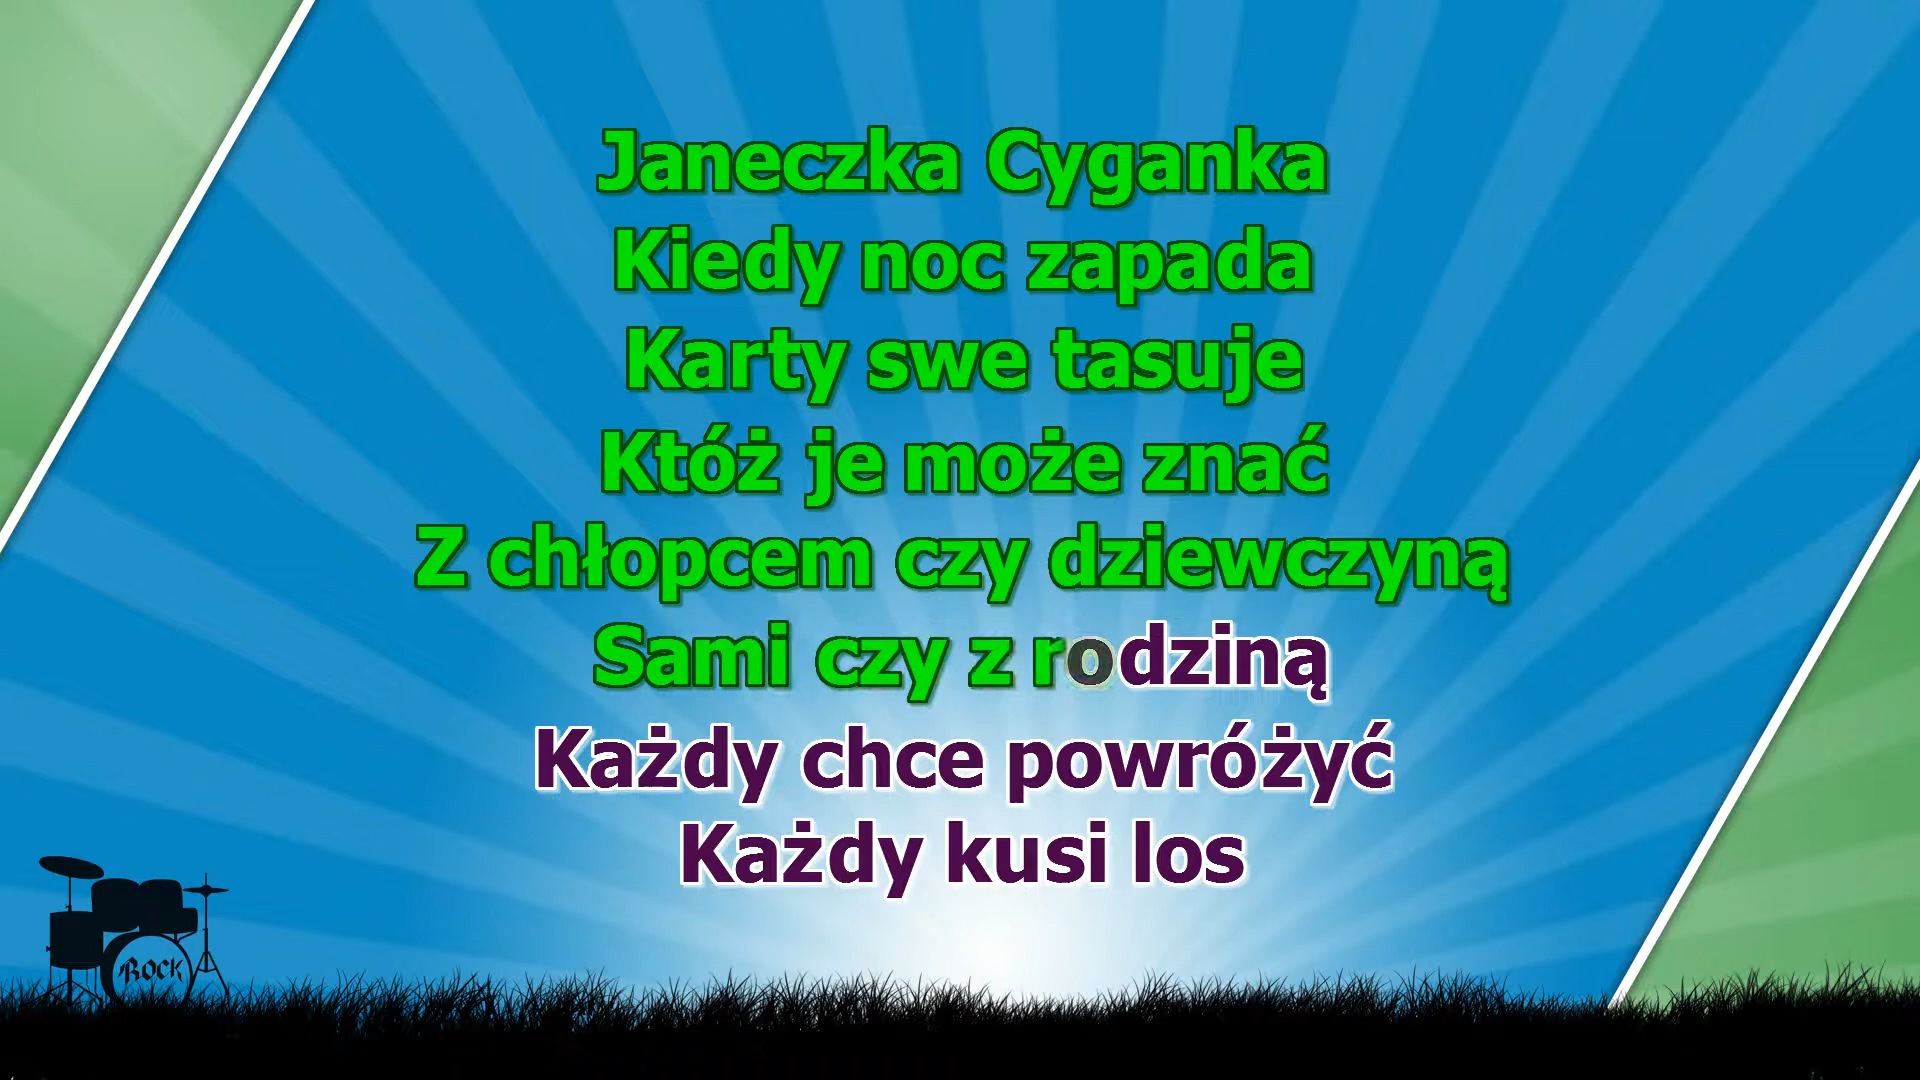 Janeczka Cyganka
Kiedy noc zapada
Karty swe tasuje
Któż je może znać
Z chłopcem czy dziewczyną
Sami czy z rodziną
Każdy chce powróżyć
Każdy kusi los
ROCK